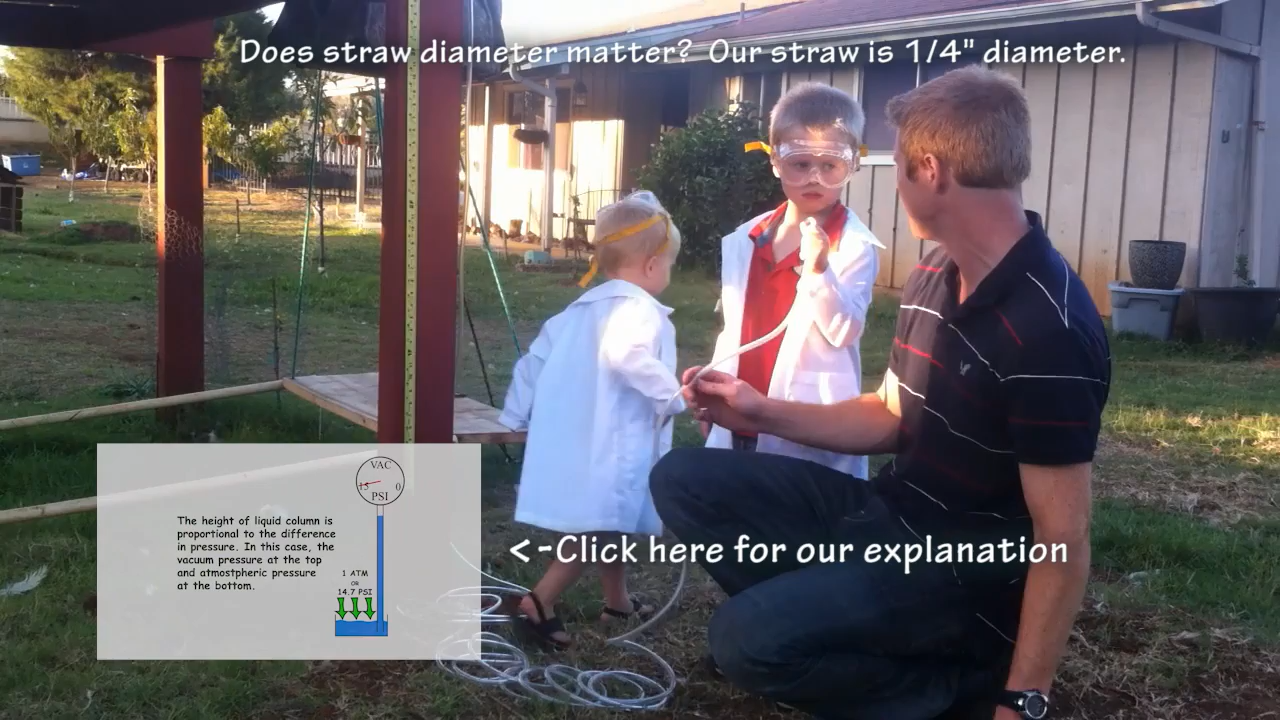 Does straw diameter matter? Our straw is 1/4" diameter.
VAC
15 0
PSI
The height of liquid column is
proportional to the difference
in pressure. In this case, the
vacuum pressure at the top
and atmostpheric pressure
at the bottom.
1 ATM
OR
14.7 PSI
<-Click here for our explanation